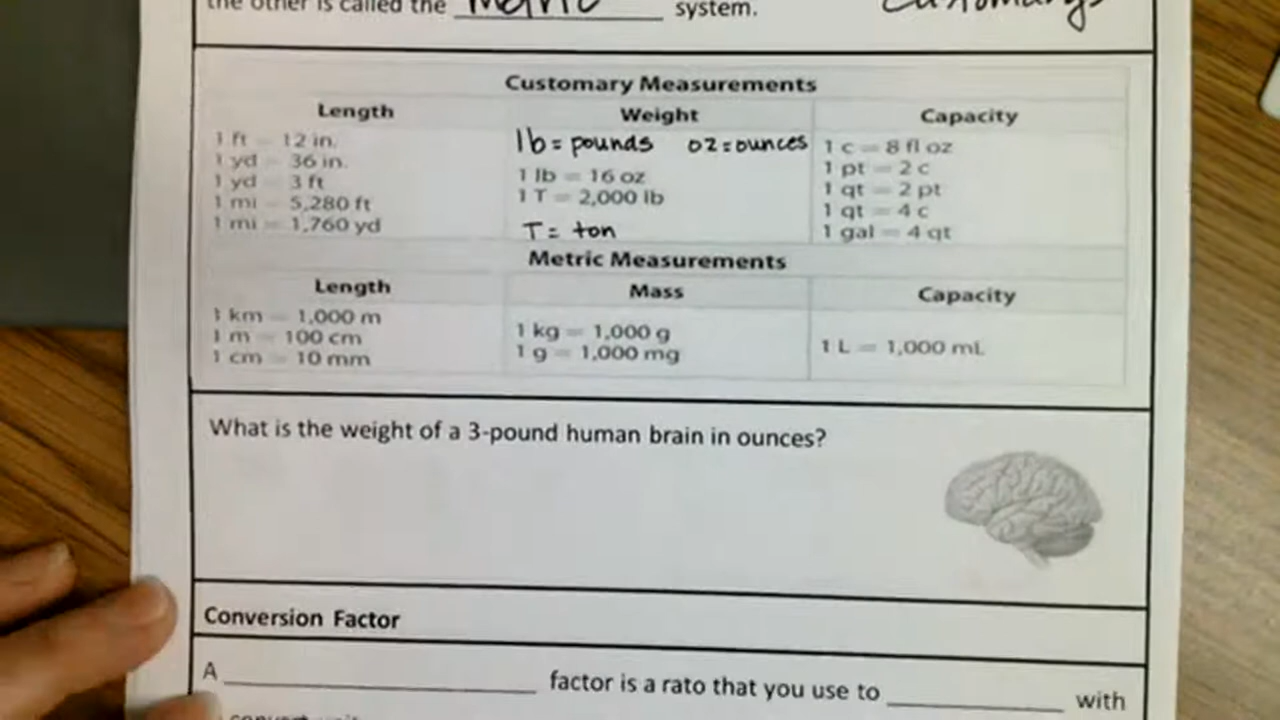 the other is called the Metric system. Customary
Customary Measurements
Length Weight Capacity
1 ft = 12 in. lb = pounds oz = ounces 1 c = 8 fl oz
1 yd = 36 in. 1 lb = 16 oz 1 pt = 2 c
1 yd = 3 ft 1 T = 2,000 lb 1 qt = 2 pt
1 mi = 5,280 ft 1 qt = 4 c
1 mi = 1,760 yd T = ton 1 gal = 4 qt
Metric Measurements
Length Mass Capacity
1 km = 1,000 m 1 kg = 1,000 g
1 m = 100 cm 1 g = 1,000 mg 1 L = 1,000 mL
1 cm = 10 mm
What is the weight of a 3-pound human brain in ounces?
Conversion Factor
A ____________ factor is a rato that you use to ____________ with